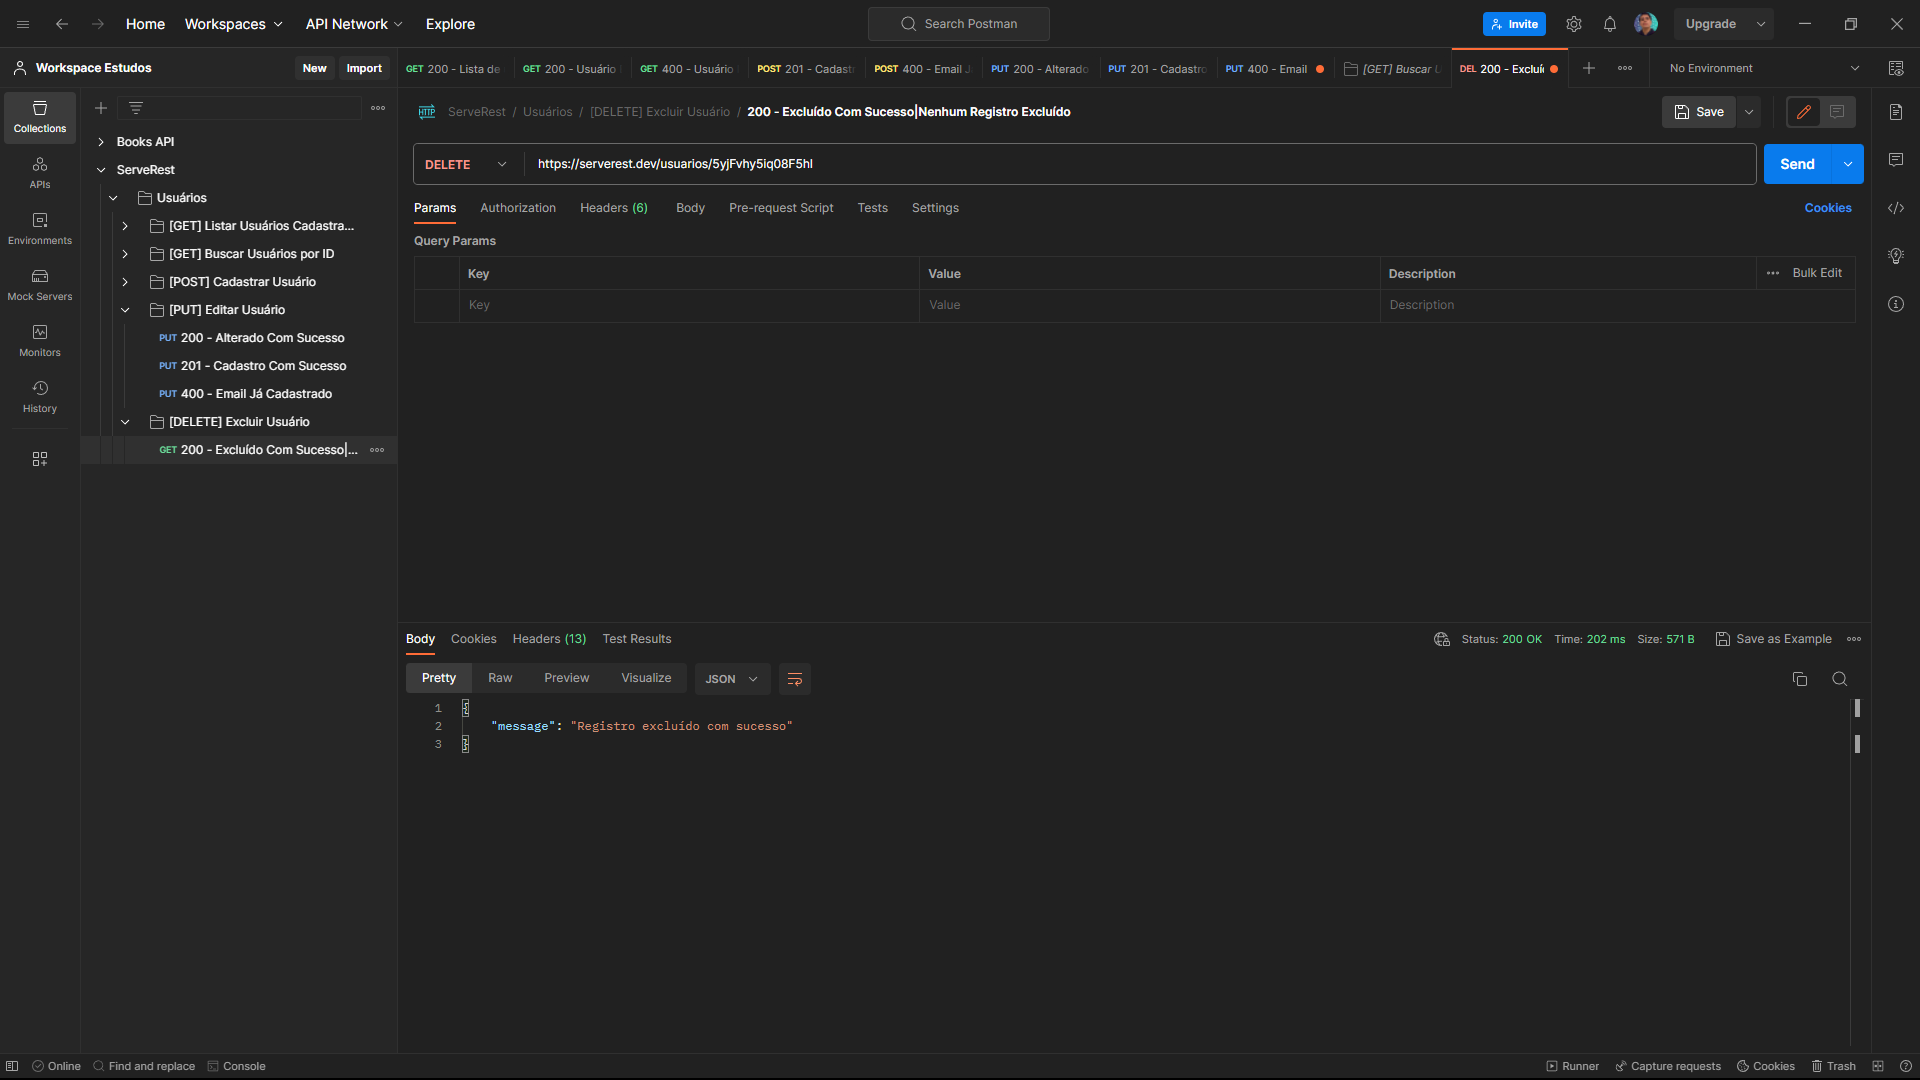 Home
Workspaces
API Network
Explore
Search Postman
Invite
Upgrade
Workspace Estudos
New
Import
GET 200 - Lista de
GET 200 - Usuário
GET 400 - Usuário
POST 201 - Cadast
POST 400 - Email J
PUT 200 - Alterado
PUT 201 - Cadastro
PUT 400 - Email
[GET] Buscar U
DEL 200 - Excluí
No Environment
Collections
APIs
Environments
Mock Servers
Monitors
History
Books API
ServeRest
Usuários
[GET] Listar Usuários Cadastra...
[GET] Buscar Usuários por ID
[POST] Cadastrar Usuário
[PUT] Editar Usuário
PUT 200 - Alterado Com Sucesso
PUT 201 - Cadastro Com Sucesso
PUT 400 - Email Já Cadastrado
[DELETE] Excluir Usuário
GET 200 - Excluído Com Sucesso|...
HTTP
ServeRest / Usuários / [DELETE] Excluir Usuário / 200 - Excluído Com Sucesso|Nenhum Registro Excluído
Save
DELETE
https://serverest.dev/usuarios/5yjFvhy5iq08F5hl
Send
Params
Authorization
Headers (6)
Body
Pre-request Script
Tests
Settings
Cookies
Query Params
Key
Value
Description
Bulk Edit
Key
Value
Description
Body
Cookies
Headers (13)
Test Results
Status: 200 OK
Time: 202 ms
Size: 571 B
Save as Example
Pretty
Raw
Preview
Visualize
JSON
1 {
2 "message": "Registro excluído com sucesso"
3 }
Online
Find and replace
Console
Runner
Capture requests
Cookies
Trash